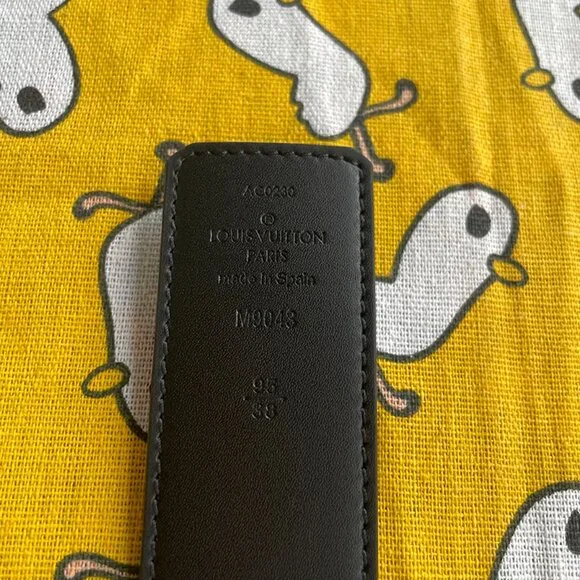 AC0230
©
LOUIS VUITTON
PARIS
made in Spain
M9043
95
38